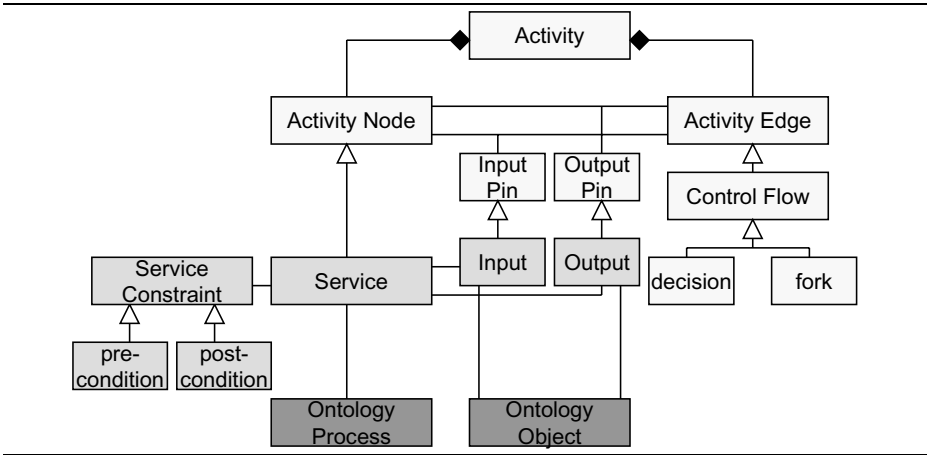 Activity
Activity Node
Activity Edge
Input
Pin
Output
Pin
Control Flow
Service
Constraint
Service
Input
Output
decision
fork
pre-
condition
post-
condition
Ontology
Process
Ontology
Object